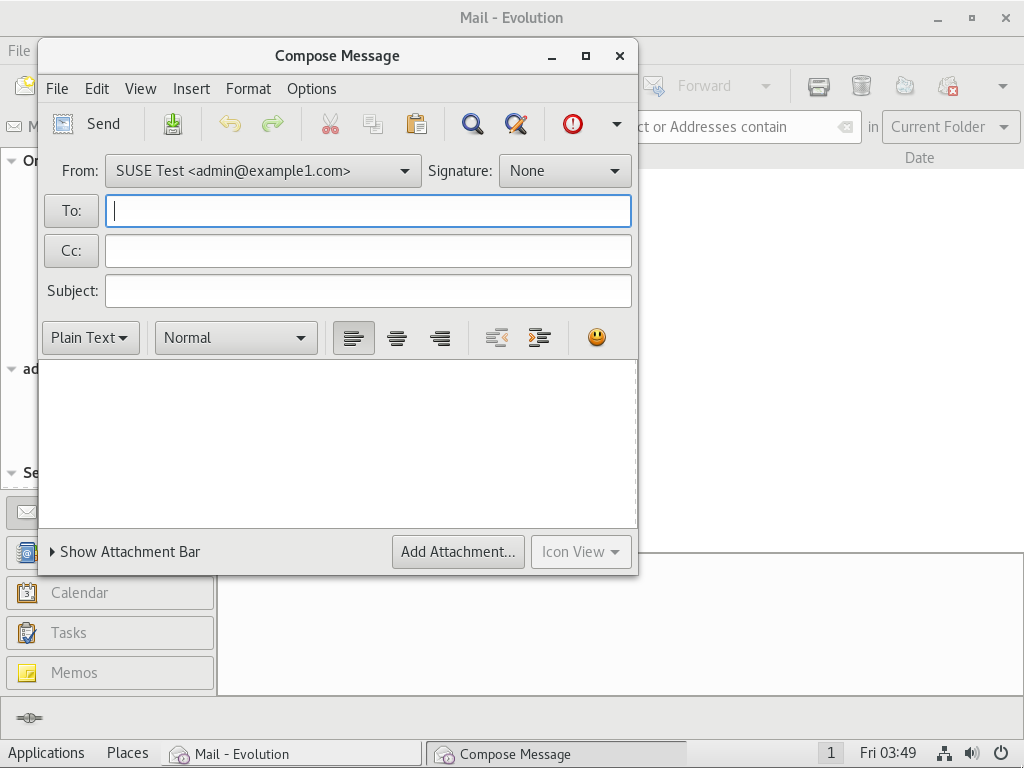 Mail - Evolution
File
Compose Message
File Edit View Insert Format Options
Send
Forward
ct or Addresses contain in Current Folder
Date
From: SUSE Test <admin@example1.com> Signature: None
To:
Cc:
Subject:
Plain Text Normal
Show Attachment Bar Add Attachment... Icon View
Calendar
Tasks
Memos
Applications Places Mail - Evolution Compose Message 1 Fri 03:49